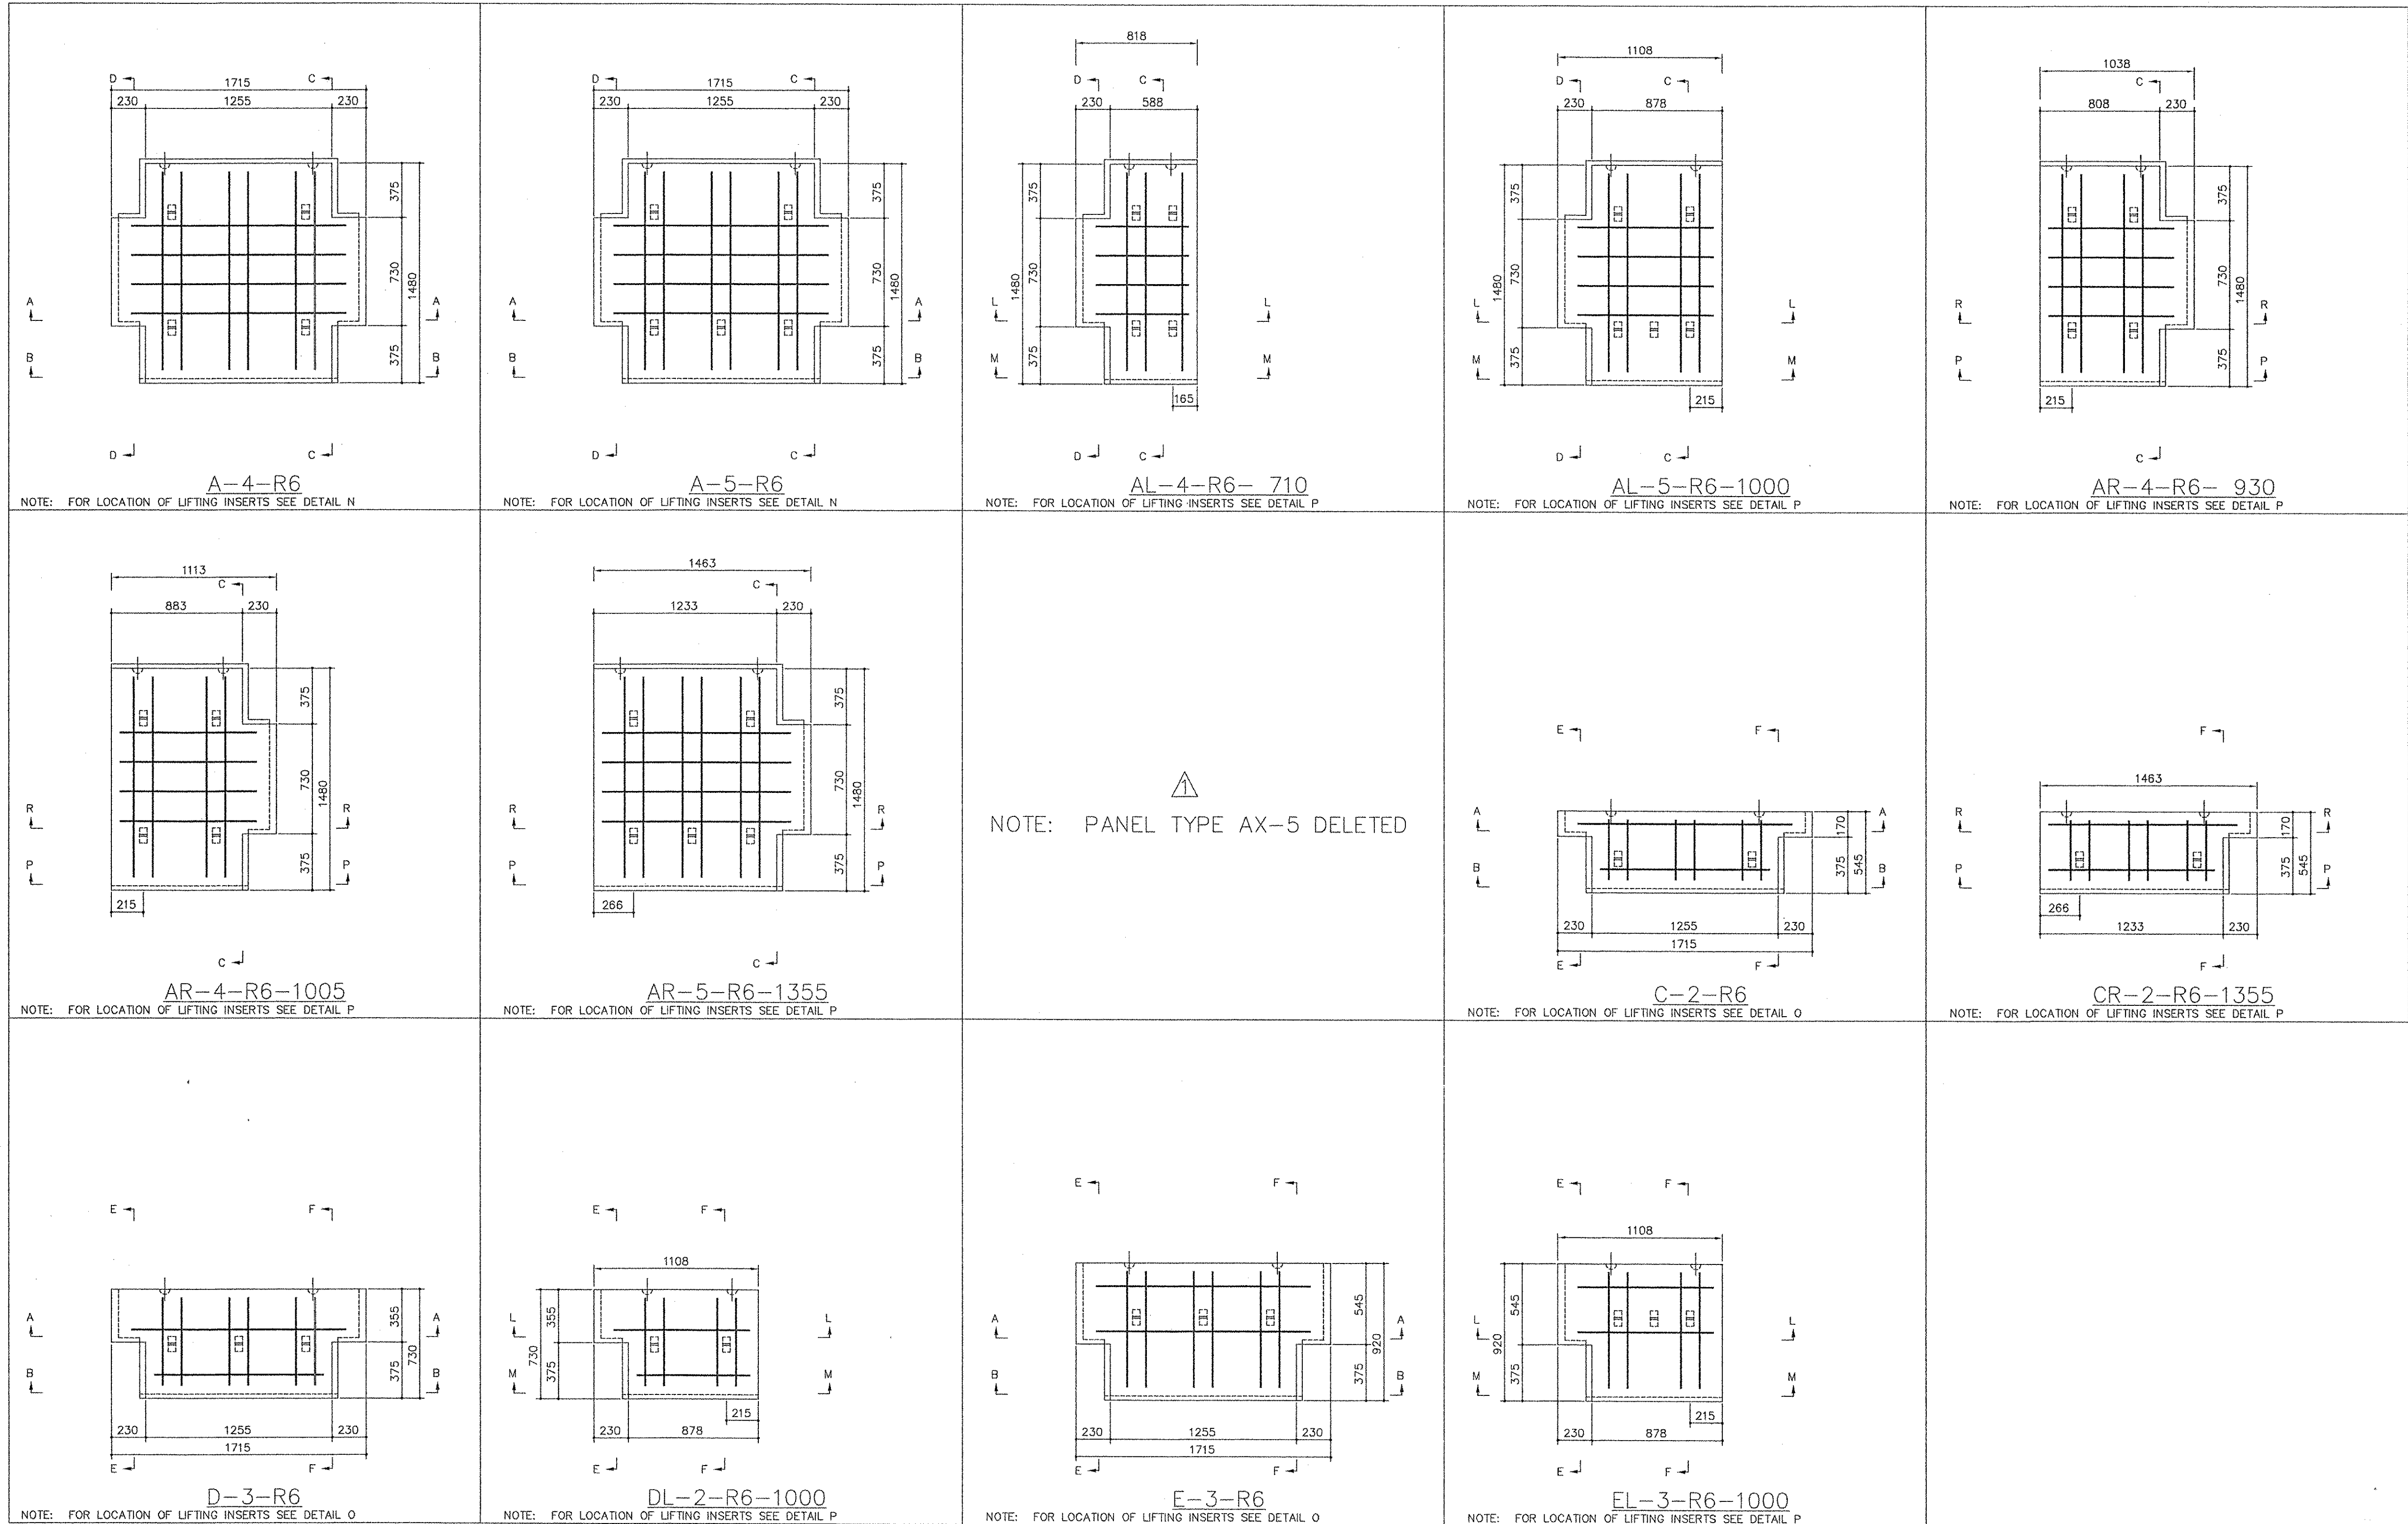 818
1108
1038
D C
1715
230 1255 230
375
730
1480
375
A A
B B
D C
A-4-R6
NOTE: FOR LOCATION OF LIFTING INSERTS SEE DETAIL N
D C
1715
230 1255 230
375
730
1480
375
A A
B B
D C
A-5-R6
NOTE: FOR LOCATION OF LIFTING INSERTS SEE DETAIL N
D C
230 588
375
730
1480
375
L L
M M
165
D C
AL-4-R6- 710
NOTE: FOR LOCATION OF LIFTING INSERTS SEE DETAIL P
D C
230 878
375
730
1480
375
L L
M M
215
D C
AL-5-R6-1000
NOTE: FOR LOCATION OF LIFTING INSERTS SEE DETAIL P
C
808 230
375
730
1480
375
R R
P P
215
C
AR-4-R6- 930
NOTE: FOR LOCATION OF LIFTING INSERTS SEE DETAIL P
1113
C
883 230
375
730
1480
375
R R
P P
215
C
AR-4-R6-1005
NOTE: FOR LOCATION OF LIFTING INSERTS SEE DETAIL P
1463
C
1233 230
375
730
1480
375
R R
P P
266
C
AR-5-R6-1355
NOTE: FOR LOCATION OF LIFTING INSERTS SEE DETAIL P
1
NOTE: PANEL TYPE AX-5 DELETED
E F
A A
B B
170
375
545
230 1255 230
1715
E F
C-2-R6
NOTE: FOR LOCATION OF LIFTING INSERTS SEE DETAIL O
F
1463
R R
P P
170
375
545
266
1233 230
F
CR-2-R6-1355
NOTE: FOR LOCATION OF LIFTING INSERTS SEE DETAIL P
E F
A A
B B
355
375
730
230 1255 230
1715
E F
D-3-R6
NOTE: FOR LOCATION OF LIFTING INSERTS SEE DETAIL O
E F
1108
L L
M M
355
375
730
215
230 878
E F
DL-2-R6-1000
NOTE: FOR LOCATION OF LIFTING INSERTS SEE DETAIL P
E F
A A
B B
545
375
920
230 1255 230
1715
E F
E-3-R6
NOTE: FOR LOCATION OF LIFTING INSERTS SEE DETAIL O
E F
1108
L L
M M
545
375
920
215
230 878
E F
EL-3-R6-1000
NOTE: FOR LOCATION OF LIFTING INSERTS SEE DETAIL P